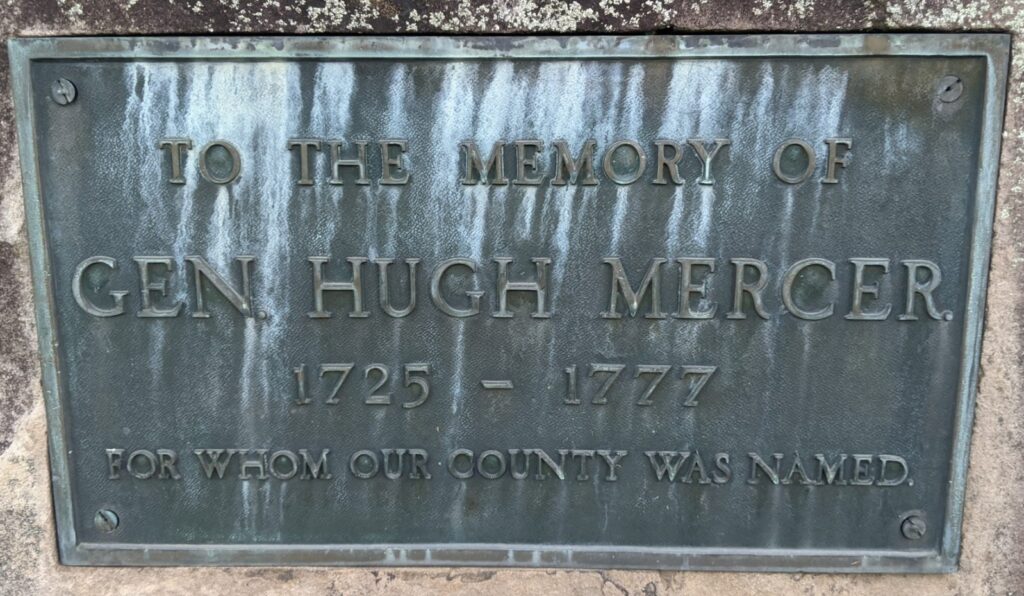 TO THE MEMORY OF
GEN. HUGH MERCER.
1725 - 1777
FOR WHOM OUR COUNTY WAS NAMED.